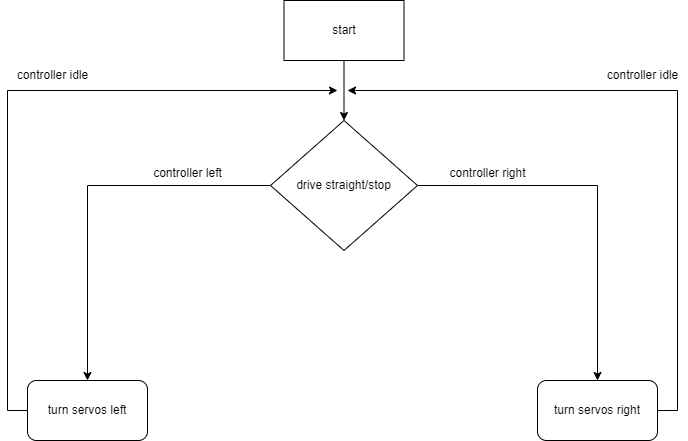 start
controller idle
controller idle
controller left
controller right
drive straight/stop
turn servos left
turn servos right